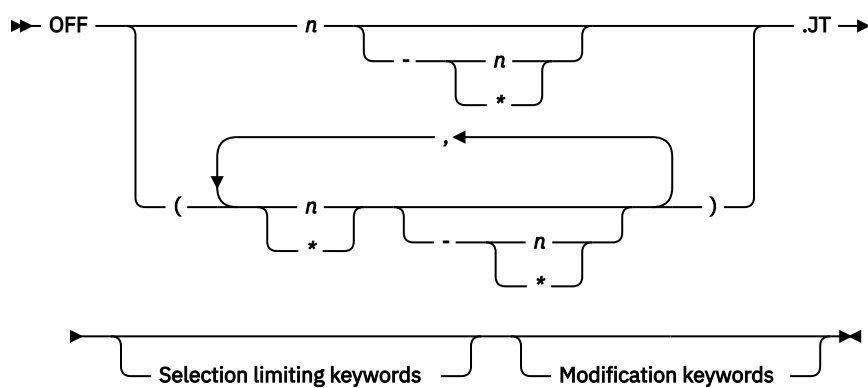 OFF n .JT
- n
*
,
( n )
* - n
*
Selection limiting keywords Modification keywords